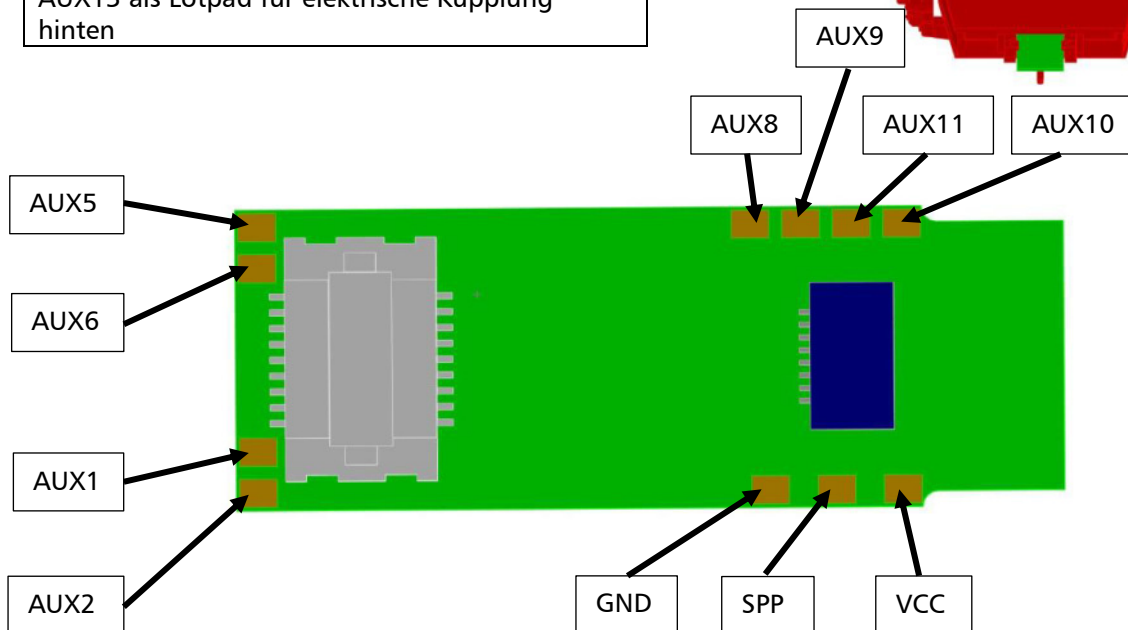 AUX13 als Lötpad für elektrische Kupplung
hinten
AUX9
AUX8
AUX11
AUX10
AUX5
AUX6
AUX1
AUX2
GND
SPP
VCC